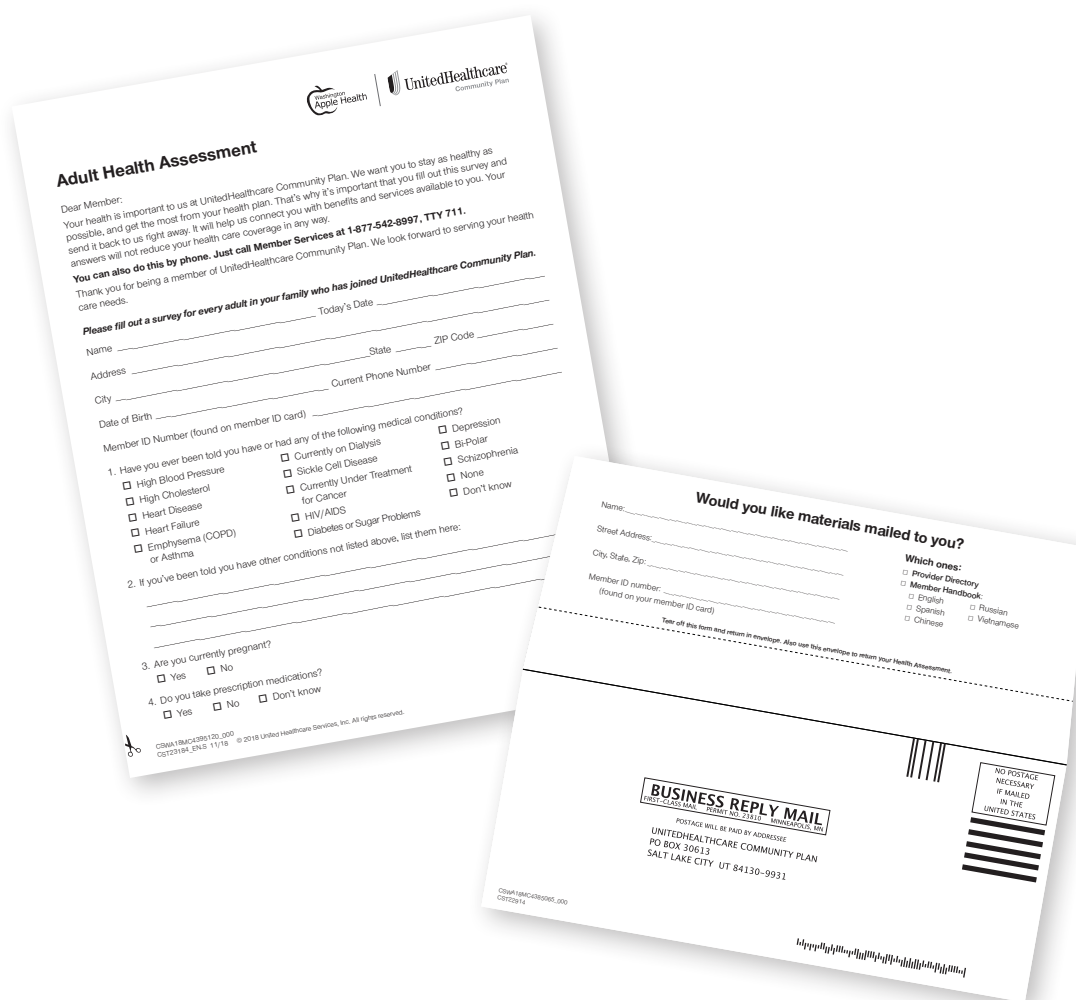 Washington
Apple Health
UnitedHealthcare®
Community Plan
Adult Health Assessment
Dear Member:
Your health is important to us at UnitedHealthcare Community Plan. We want you to stay as healthy as
possible, and get the most from your health plan. That's why it's important that you fill out this survey and
send it back to us right away. It will help us connect you with benefits and services available to you. Your
answers will not reduce your health care coverage in any way.
You can also do this by phone. Just call Member Services at 1-877-542-8997, TTY 711.
Thank you for being a member of UnitedHealthcare Community Plan. We look forward to serving your health
care needs.
Please fill out a survey for every adult in your family who has joined UnitedHealthcare Community Plan.
Name Today's Date
Address
City State ZIP Code
Date of Birth Current Phone Number
Member ID Number (found on member ID card)
1. Have you ever been told you have or had any of the following medical conditions?
High Blood Pressure
High Cholesterol
Heart Disease
Heart Failure
Emphysema (COPD)
or Asthma
Currently on Dialysis
Sickle Cell Disease
Currently Under Treatment
for Cancer
HIV/AIDS
Diabetes or Sugar Problems
Depression
Bi-Polar
Schizophrenia
None
Don't know
2. If you've been told you have other conditions not listed above, list them here:
3. Are you currently pregnant?
Yes No
4. Do you take prescription medications?
Yes No Don't know
CSWA18MC4395120_000
CST23184_EN.S 11/18 © 2018 United Healthcare Services, Inc. All rights reserved.
Would you like materials mailed to you?
Name:
Street Address:
City, State, Zip:
Member ID number:
(found on your member ID card)
Which ones:
Provider Directory
Member Handbook:
English
Spanish
Chinese
Russian
Vietnamese
Tear off this form and return in envelope. Also use this envelope to return your Health Assessment.
NO POSTAGE
NECESSARY
IF MAILED
IN THE
UNITED STATES
BUSINESS REPLY MAIL
FIRST-CLASS MAIL PERMIT NO. 21810 MINNEAPOLIS, MN
POSTAGE WILL BE PAID BY ADDRESSEE
UNITEDHEALTHCARE COMMUNITY PLAN
PO BOX 30613
SALT LAKE CITY UT 84130-9931
CSWA18MC4385065_000
CST22914